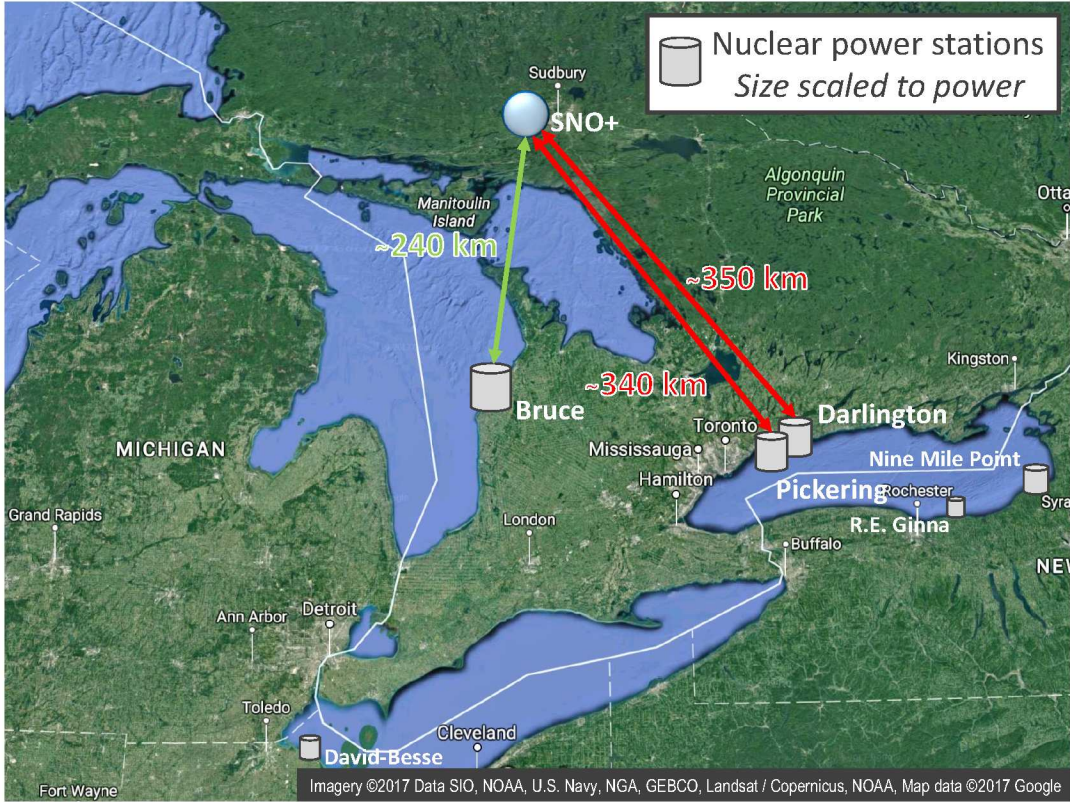 Nuclear power stations
Size scaled to power
Sudbury
SNO+
Algonquin
Provincial
Park
Otta
Manitoulin
Island
~240 km
~350 km
~340 km
Kingston
Bruce
Darlington
Toronto
MICHIGAN
Mississauga
Nine Mile Point
Hamilton
Pickering
Rochester
Syra
Grand Rapids
London
R.E. Ginna
Buffalo
NEW
Ann Arbor
Detroit
Toledo
Cleveland
David-Besse
Fort Wayne
Imagery ©2017 Data SIO, NOAA, U.S. Navy, NGA, GEBCO, Landsat / Copernicus, NOAA, Map data ©2017 Google